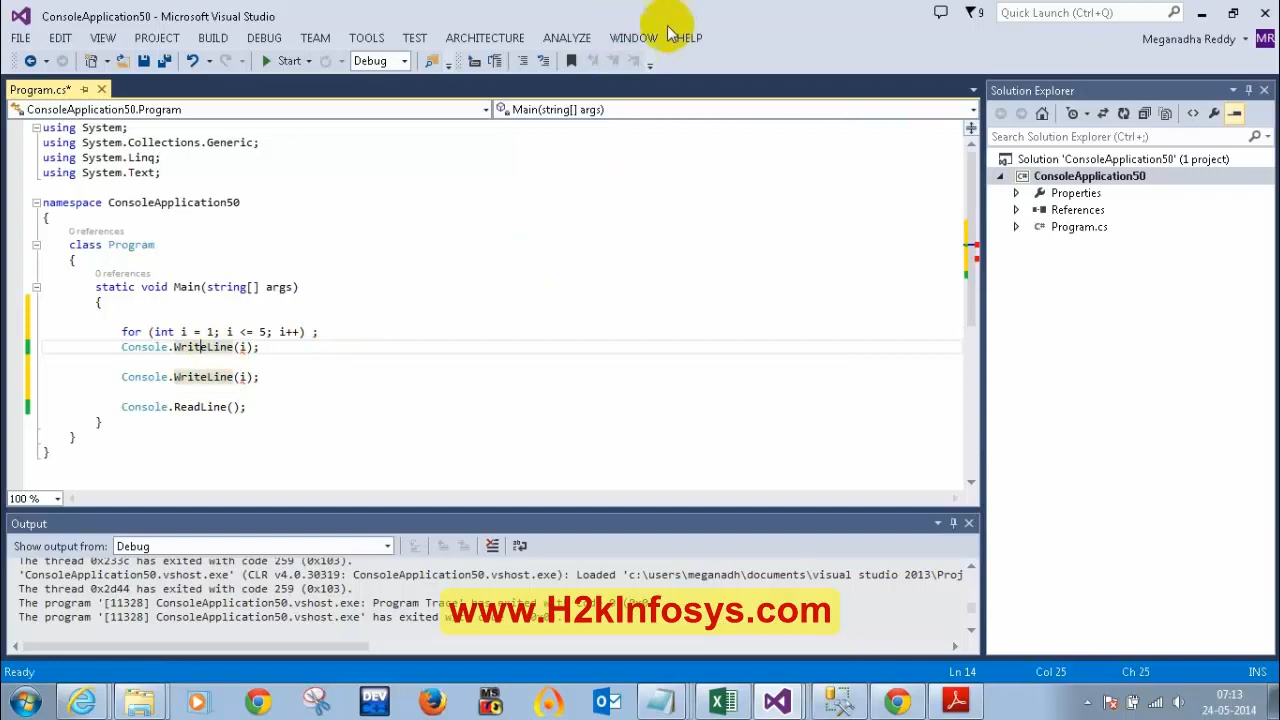 ConsoleApplication50 - Microsoft Visual Studio
9
Quick Launch (Ctrl+Q)
FILE EDIT VIEW PROJECT BUILD DEBUG TEAM TOOLS TEST ARCHITECTURE ANALYZE WINDOW HELP
Meganadha Reddy MR
Start Debug
Program.cs*
ConsoleApplication50.Program
Main(string[] args)
using System;
using System.Collections.Generic;
using System.Linq;
using System.Text;
namespace ConsoleApplication50
{
0 references
class Program
{
0 references
static void Main(string[] args)
{
for (int i = 1; i <= 5; i++) ;
Console.WriteLine(i);
Console.WriteLine(i);
Console.ReadLine();
}
}
}
100 %
Solution Explorer
Search Solution Explorer (Ctrl+;)
Solution 'ConsoleApplication50' (1 project)
ConsoleApplication50
Properties
References
Program.cs
Output
Show output from: Debug
The thread 0x233c has exited with code 259 (0x103).
'ConsoleApplication50.vshost.exe' (CLR v4.0.30319: ConsoleApplication50.vshost.exe): Loaded 'c:\users\meganadh\documents\visual studio 2013\Proj
The thread 0x2d44 has exited with code 259 (0x103).
The program '[11328] ConsoleApplication50.vshost.exe: Program Trace' has exited
The program '[11328] ConsoleApplication50.vshost.exe' has exited
www.H2kInfosys.com
Ready
Ln 14
Col 25
Ch 25
INS
DEV
MS
07:13
24-05-2014